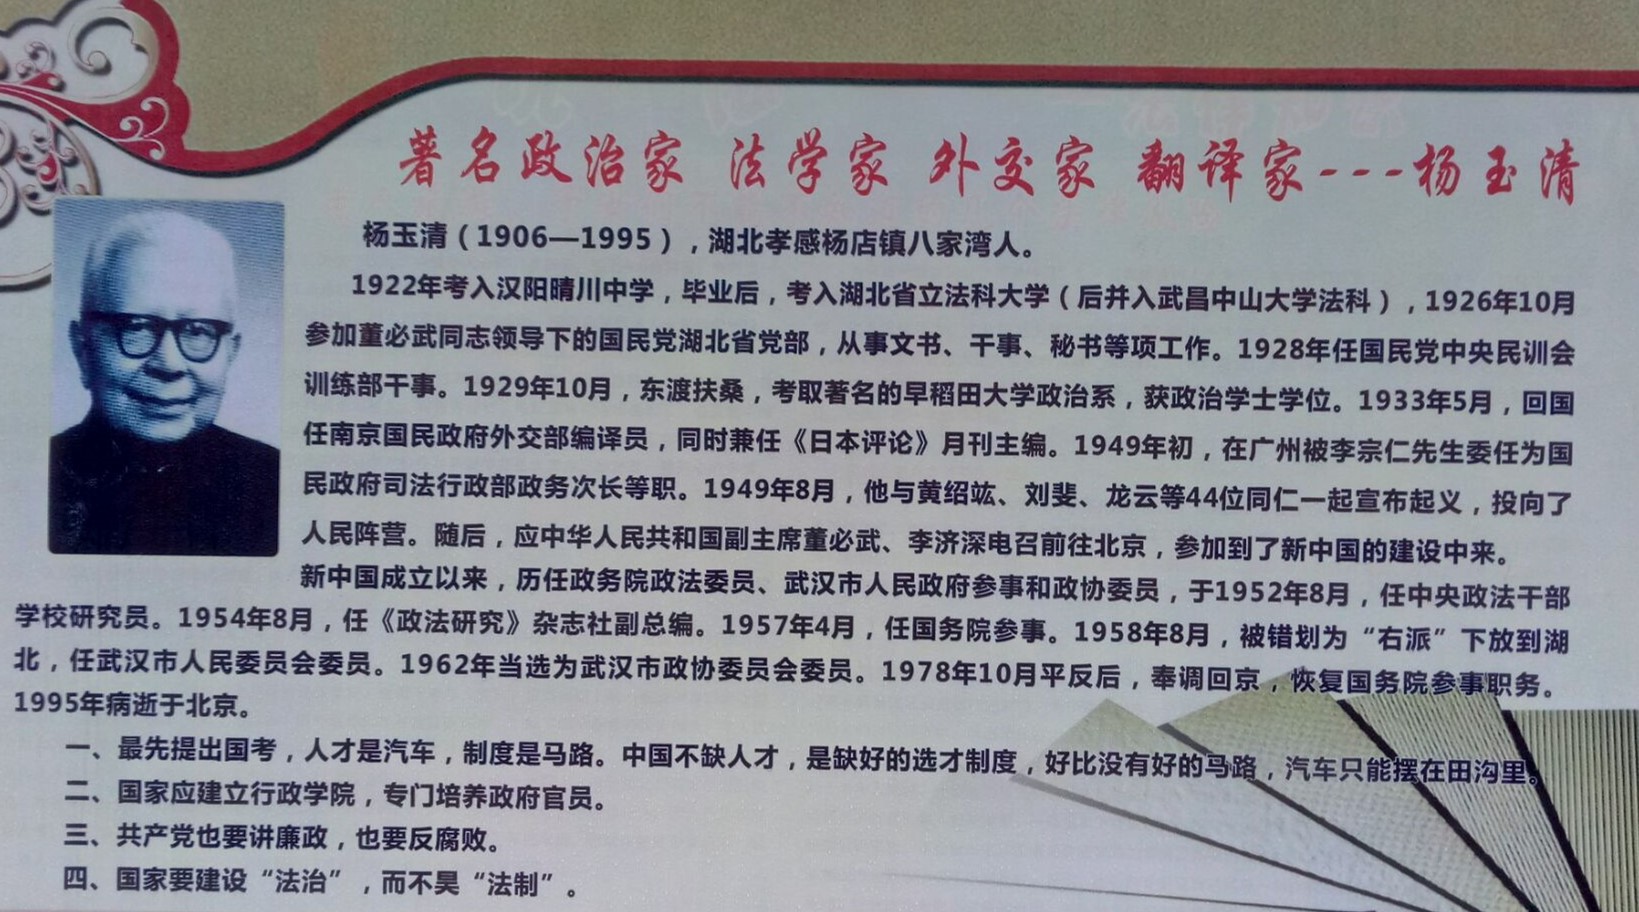 著名政治家 法学家 外交家 翻译家---杨玉清
杨玉清（1906—1995），湖北孝感杨店镇八家湾人。
1922年考入汉阳晴川中学，毕业后，考入湖北省立法科大学（后并入武昌中山大学法科），1926年10月
参加董必武同志领导下的国民党湖北省党部，从事文书、干事、秘书等项工作。1928年任国民党中央民训会
训练部干事。1929年10月，东渡扶桑，考取著名的早稻田大学政治系，获政治学士学位。1933年5月，回国
任南京国民政府外交部编译员，同时兼任《日本评论》月刊主编。1949年初，在广州被李宗仁先生委任为国
民政府司法行政部政务次长等职。1949年8月，他与黄绍竑、刘斐、龙云等44位同仁一起宣布起义，投向了
人民阵营。随后，应中华人民共和国副主席董必武、李济深电召前往北京，参加到了新中国的建设中来。
新中国成立以来，历任政务院政法委员、武汉市人民政府参事和政协委员，于1952年8月，任中央政法干部
学校研究员。1954年8月，任《政法研究》杂志社副总编。1957年4月，任国务院参事。1958年8月，被错划为“右派”下放到湖
北，任武汉市人民委员会委员。1962年当选为武汉市政协委员会委员。1978年10月平反后，奉调回京，恢复国务院参事职务。
1995年病逝于北京。
一、最先提出国考，人才是汽车，制度是马路。中国不缺人才，是缺好的选才制度，好比没有好的马路，汽车只能摆在田沟里。
二、国家应建立行政学院，专门培养政府官员。
三、共产党也要讲廉政，也要反腐败。
四、国家要建设“法治”，而不昊“法制”。